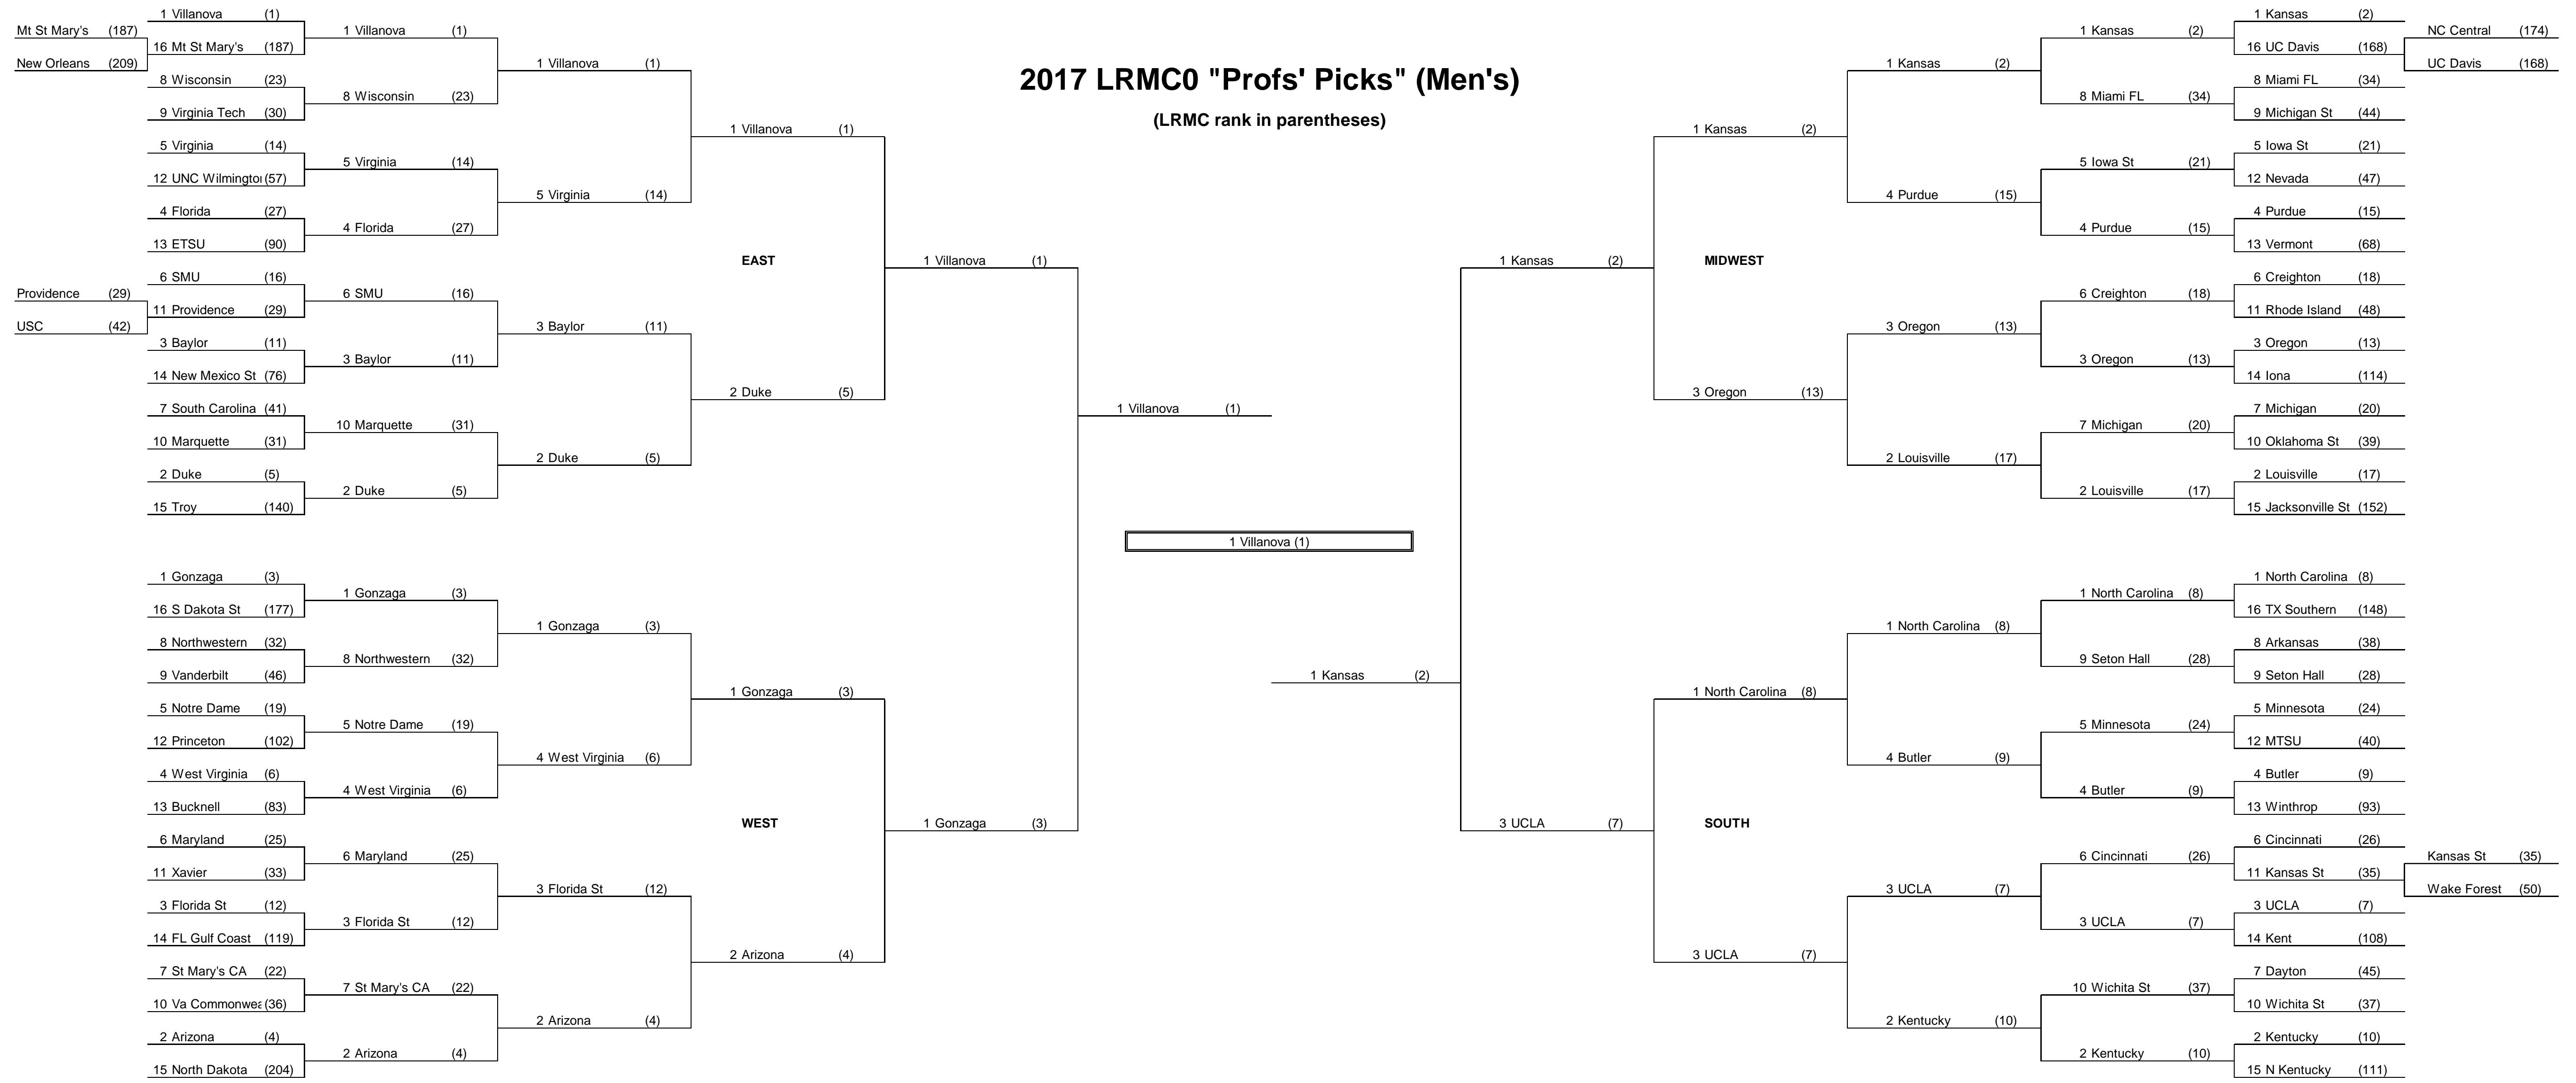 2017 LRMC0 "Profs' Picks" (Men's)
(LRMC rank in parentheses)
Mt St Mary's (187)
New Orleans (209)
Providence (29)
USC (42)
1 Villanova (1)
16 Mt St Mary's (187)
8 Wisconsin (23)
9 Virginia Tech (30)
5 Virginia (14)
12 UNC Wilmington (57)
4 Florida (27)
13 ETSU (90)
6 SMU (16)
11 Providence (29)
3 Baylor (11)
14 New Mexico St (76)
7 South Carolina (41)
10 Marquette (31)
2 Duke (5)
15 Troy (140)
1 Villanova (1)
8 Wisconsin (23)
5 Virginia (14)
4 Florida (27)
6 SMU (16)
3 Baylor (11)
10 Marquette (31)
2 Duke (5)
1 Villanova (1)
5 Virginia (14)
3 Baylor (11)
2 Duke (5)
1 Villanova (1)
EAST
2 Duke (5)
1 Villanova (1)
1 Gonzaga (3)
16 S Dakota St (177)
8 Northwestern (32)
9 Vanderbilt (46)
5 Notre Dame (19)
12 Princeton (102)
4 West Virginia (6)
13 Bucknell (83)
6 Maryland (25)
11 Xavier (33)
3 Florida St (12)
14 FL Gulf Coast (119)
7 St Mary's CA (22)
10 Va Commonwea (36)
2 Arizona (4)
15 North Dakota (204)
1 Gonzaga (3)
8 Northwestern (32)
5 Notre Dame (19)
4 West Virginia (6)
6 Maryland (25)
3 Florida St (12)
7 St Mary's CA (22)
2 Arizona (4)
1 Gonzaga (3)
4 West Virginia (6)
3 Florida St (12)
2 Arizona (4)
1 Gonzaga (3)
WEST
2 Arizona (4)
1 Gonzaga (3)
1 Villanova (1)
1 Villanova (1)
1 Kansas (2)
1 Kansas (2)
1 Kansas (2)
MIDWEST
3 Oregon (13)
1 Kansas (2)
4 Purdue (15)
3 Oregon (13)
2 Louisville (17)
1 Kansas (2)
8 Miami FL (34)
5 Iowa St (21)
4 Purdue (15)
6 Creighton (18)
3 Oregon (13)
7 Michigan (20)
2 Louisville (17)
1 Kansas (2)
16 UC Davis (168)
8 Miami FL (34)
9 Michigan St (44)
5 Iowa St (21)
12 Nevada (47)
4 Purdue (15)
13 Vermont (68)
6 Creighton (18)
11 Rhode Island (48)
3 Oregon (13)
14 Iona (114)
7 Michigan (20)
10 Oklahoma St (39)
2 Louisville (17)
15 Jacksonville St (152)
NC Central (174)
UC Davis (168)
3 UCLA (7)
1 North Carolina (8)
SOUTH
3 UCLA (7)
1 North Carolina (8)
4 Butler (9)
3 UCLA (7)
2 Kentucky (10)
1 North Carolina (8)
9 Seton Hall (28)
5 Minnesota (24)
4 Butler (9)
6 Cincinnati (26)
3 UCLA (7)
10 Wichita St (37)
2 Kentucky (10)
1 North Carolina (8)
16 TX Southern (148)
8 Arkansas (38)
9 Seton Hall (28)
5 Minnesota (24)
12 MTSU (40)
4 Butler (9)
13 Winthrop (93)
6 Cincinnati (26)
11 Kansas St (35)
3 UCLA (7)
14 Kent (108)
7 Dayton (45)
10 Wichita St (37)
2 Kentucky (10)
15 N Kentucky (111)
Kansas St (35)
Wake Forest (50)